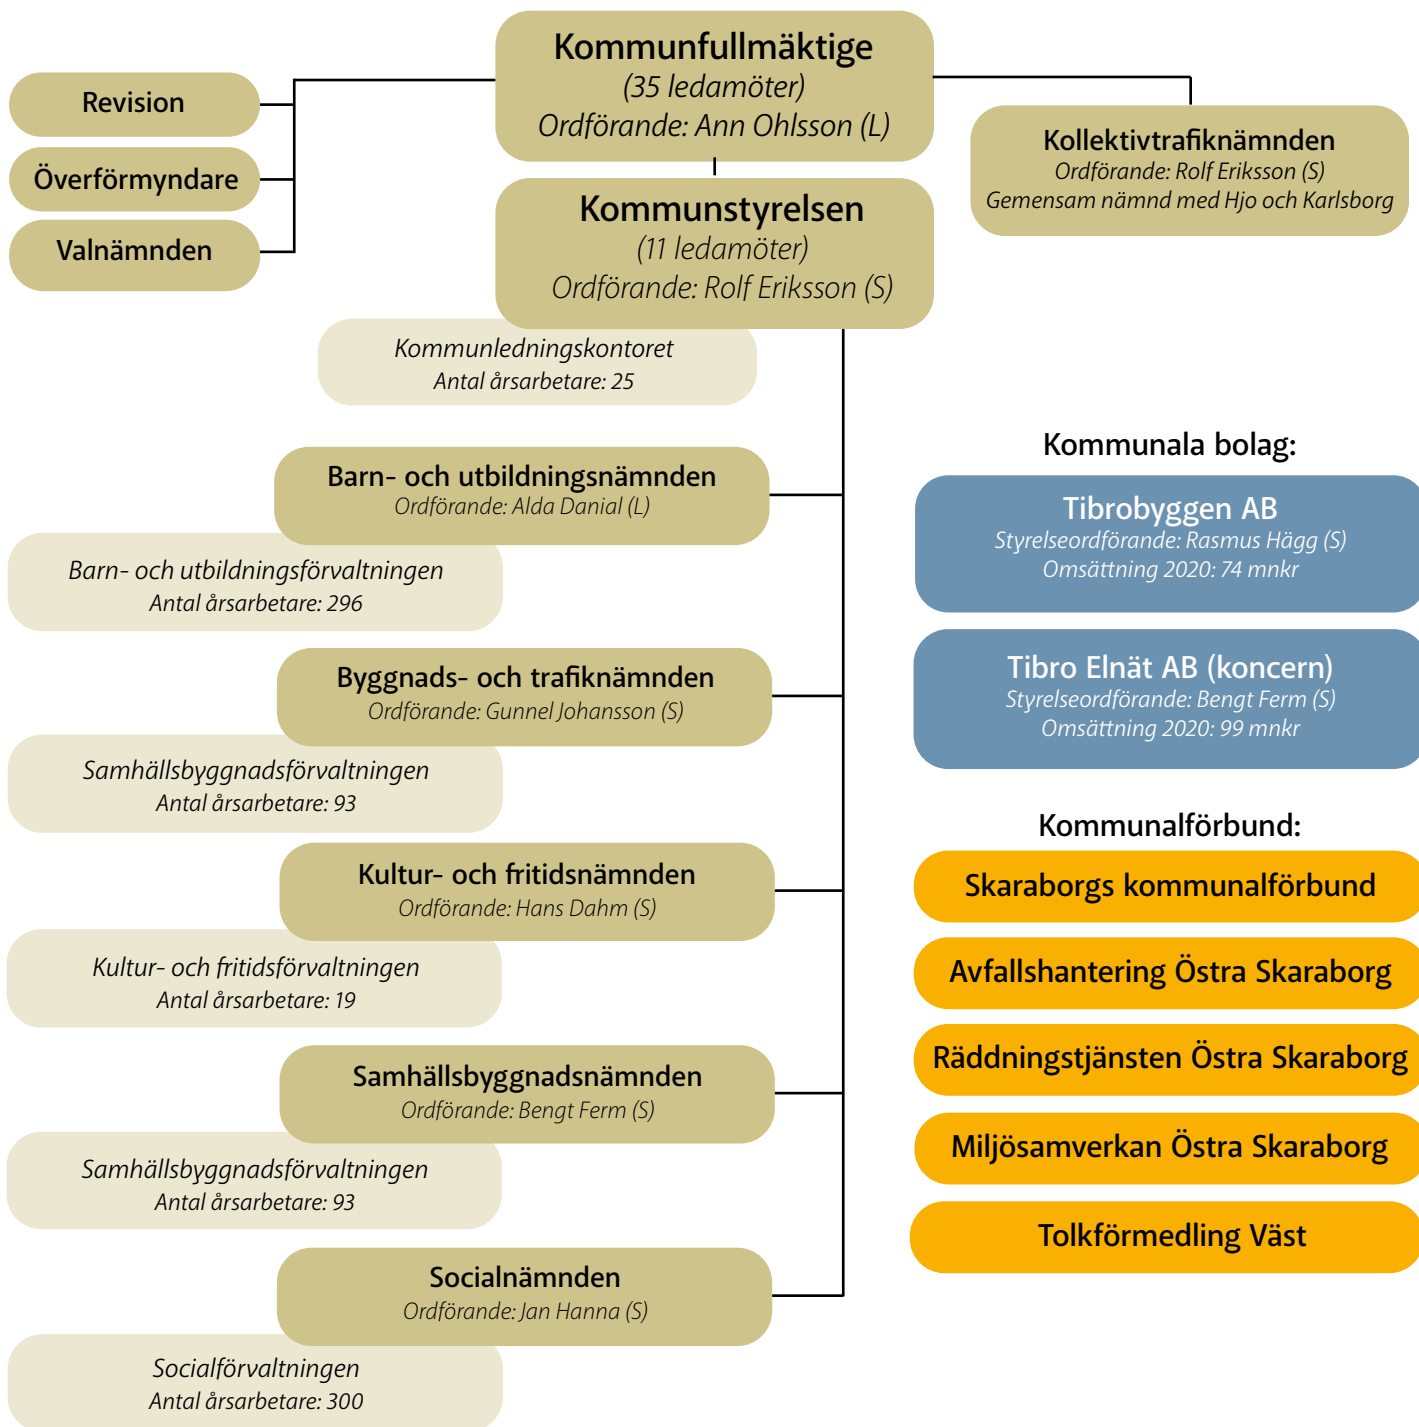 Kommunfullmäktige
(35 ledamöter)
Ordförande: Ann Ohlsson (L)
Revision
Överförmyndare
Valnämnden
Kollektivtrafiknämnden
Ordförande: Rolf Eriksson (S)
Gemensam nämnd med Hjo och Karlsborg
Kommunstyrelsen
(11 ledamöter)
Ordförande: Rolf Eriksson (S)
Kommunledningskontoret
Antal årsarbetare: 25
Barn- och utbildningsnämnden
Ordförande: Alda Danial (L)
Barn- och utbildningsförvaltningen
Antal årsarbetare: 296
Byggnads- och trafiknämnden
Ordförande: Gunnel Johansson (S)
Samhällsbyggnadsförvaltningen
Antal årsarbetare: 93
Kultur- och fritidsnämnden
Ordförande: Hans Dahm (S)
Kultur- och fritidsförvaltningen
Antal årsarbetare: 19
Samhällsbyggnadsnämnden
Ordförande: Bengt Ferm (S)
Samhällsbyggnadsförvaltningen
Antal årsarbetare: 93
Socialnämnden
Ordförande: Jan Hanna (S)
Socialförvaltningen
Antal årsarbetare: 300
Kommunala bolag:
Tibrobyggen AB
Styrelseordförande: Rasmus Hägg (S)
Omsättning 2020: 74 mnkr
Tibro Elnät AB (koncern)
Styrelseordförande: Bengt Ferm (S)
Omsättning 2020: 99 mnkr
Kommunalförbund:
Skaraborgs kommunalförbund
Avfallshantering Östra Skaraborg
Räddningstjänsten Östra Skaraborg
Miljösamverkan Östra Skaraborg
Tolkförmedling Väst